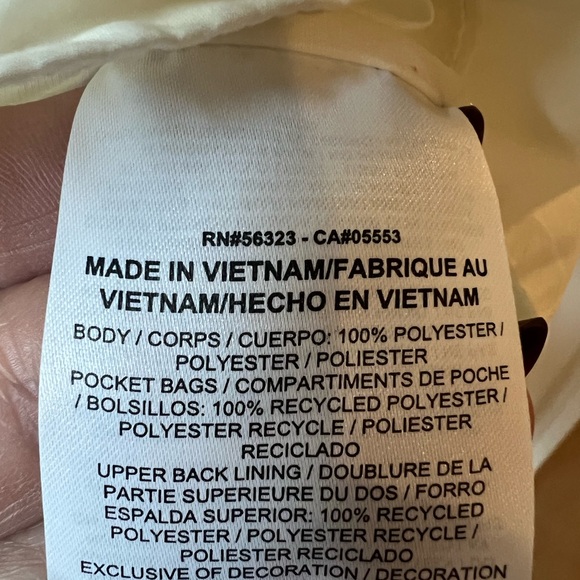 RN#56323 - CA#05553
MADE IN VIETNAM/FABRIQUE AU
VIETNAM/HECHO EN VIETNAM
BODY / CORPS / CUERPO: 100% POLYESTER /
POLYESTER / POLIESTER
POCKET BAGS / COMPARTIMENTS DE POCHE
/ BOLSILLOS: 100% RECYCLED POLYESTER /
POLYESTER RECYCLE / POLIESTER
RECICLADO
UPPER BACK LINING / DOUBLURE DE LA
PARTIE SUPERIEURE DU DOS / FORRO
ESPALDA SUPERIOR: 100% RECYCLED
POLYESTER / POLYESTER RECYCLE /
POLIESTER RECICLADO
EXCLUSIVE OF DECORATION / DECORATION